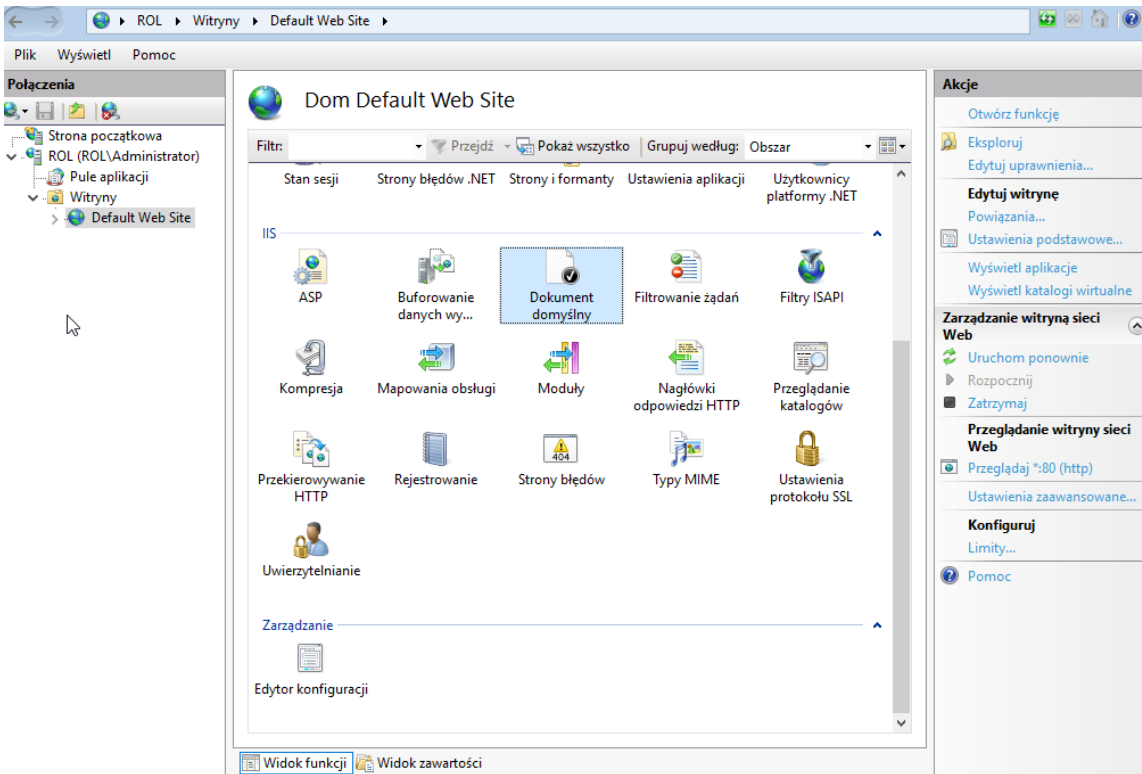 ROL Witryny Default Web Site
Plik Wyświetl Pomoc
Połączenia
Strona początkowa
ROL (ROL\Administrator)
Pule aplikacji
Witryny
Default Web Site
Dom Default Web Site
Filtr: Przejdź Pokaż wszystko Grupuj według: Obszar
Stan sesji Strony błędów .NET Strony i formanty Ustawienia aplikacji Użytkownicy
platformy .NET
IIS
ASP Buforowanie Dokument Filtrowanie żądań Filtry ISAPI
danych wy... domyślny
Kompresja Mapowania obsługi Moduły Nagłówki Przeglądanie
odpowiedzi HTTP katalogów
404
Przekierowywanie Rejestrowanie Strony błędów Typy MIME Ustawienia
HTTP protokołu SSL
Uwierzytelnianie
Zarządzanie
Edytor konfiguracji
Widok funkcji Widok zawartości
Akcje
Otwórz funkcję
Eksploruj
Edytuj uprawnienia...
Edytuj witrynę
Powiązania...
Ustawienia podstawowe...
Wyświetl aplikacje
Wyświetl katalogi wirtualne
Zarządzanie witryną sieci
Web
Uruchom ponownie
Rozpocznij
Zatrzymaj
Przeglądanie witryny sieci
Web
Przeglądaj *:80 (http)
Ustawienia zaawansowane...
Konfiguruj
Limity...
Pomoc